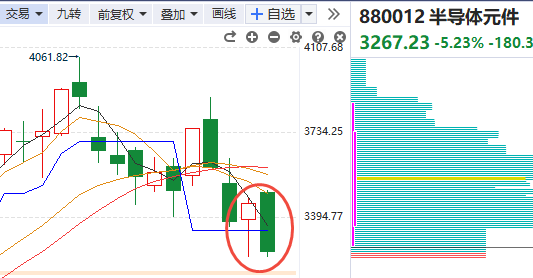 交易 九转 前复权 叠加 画线 + 自选
880012 半导体元件
3267.23 -5.23% -180.3
4061.82→
4107.68
3734.25
3394.77